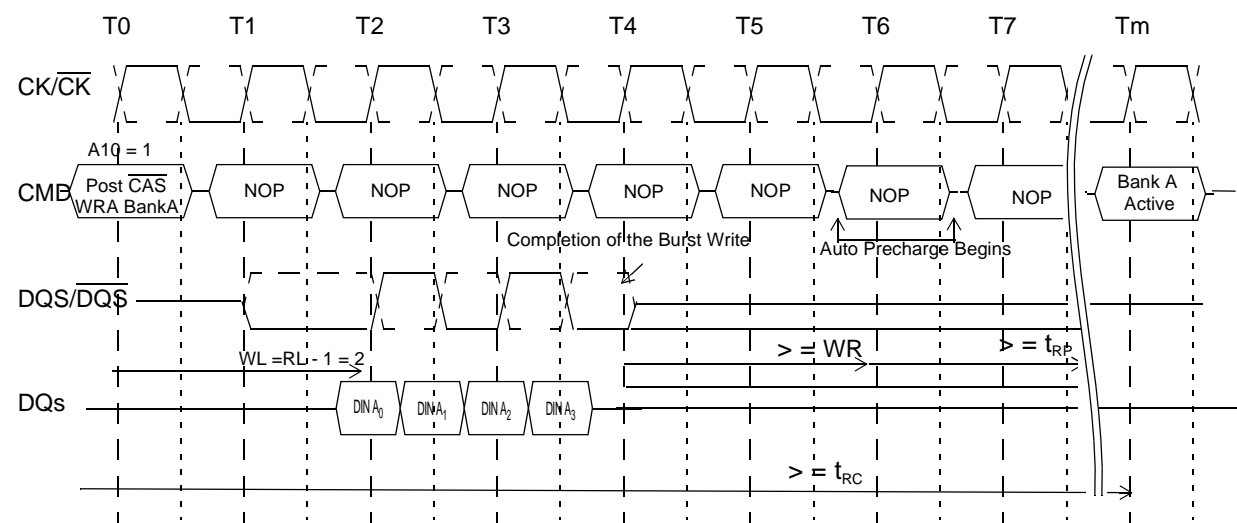 T0 T1 T2 T3 T4 T5 T6 T7 Tm
CK/CK
A10 = 1
CMD
Post CAS
WRA BankA
NOP NOP NOP NOP NOP NOP NOP
Bank A
Active
Completion of the Burst Write
Auto Precharge Begins
DQS/DQS
WL =RL - 1 = 2
> = WR
> = tRP
DQs
DIN A0 DIN A1 DIN A2 DIN A3
> = tRC